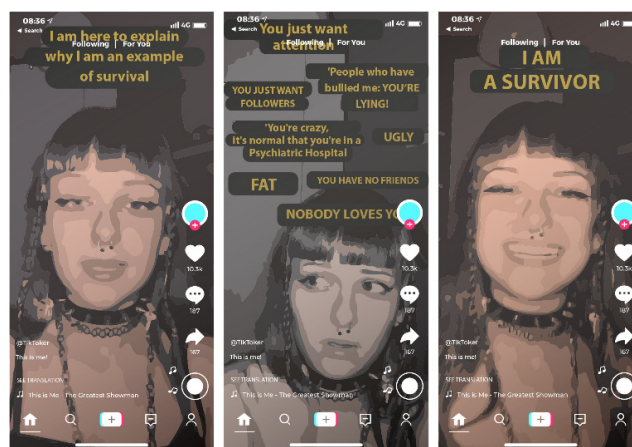 08:36
4G
Search
Following | For You
I am here to explain
why I am an example
of survival
10.3k
187
167
@TikToker
This is me!
SEE TRANSLATION
This is Me - The Greatest Showman
08:36
4G
Search
You just want
attention
Following | For You
'People who have
bullied me: YOU'RE
LYING!
YOU JUST WANT
FOLLOWERS
'You're crazy,
it's normal that you're in a
Psychiatric Hospital
UGLY
FAT
YOU HAVE NO FRIENDS
NOBODY LOVES YO
10.3k
187
167
@TikToker
This is me!
SEE TRANSLATION
This is Me - The Greatest Showman
08:36
4G
Search
Following | For You
I AM
A SURVIVOR
10.3k
187
167
@TikToker
This is me!
SEE TRANSLATION
This is Me - The Greatest Showman